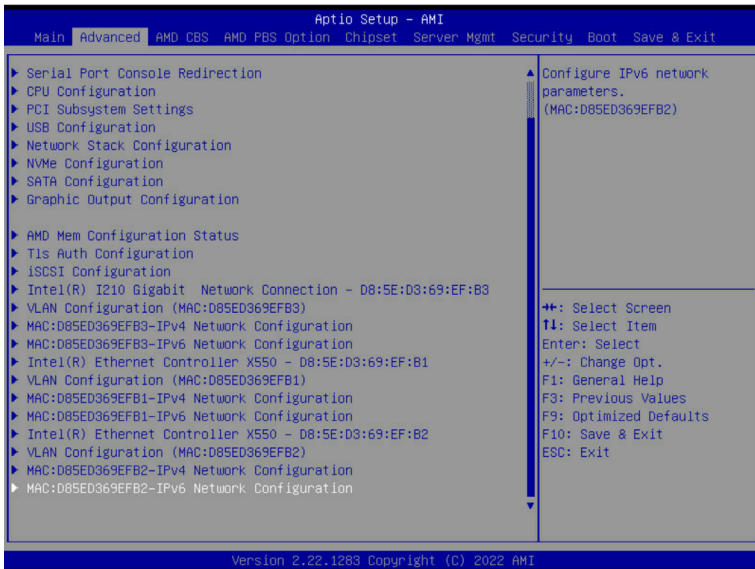 Aptio Setup – AMI
Main Advanced AMD CBS AMD PBS Option Chipset Server Mgmt Security Boot Save & Exit
Serial Port Console Redirection
CPU Configuration
PCI Subsystem Settings
USB Configuration
Network Stack Configuration
NVMe Configuration
SATA Configuration
Graphic Output Configuration
AMD Mem Configuration Status
Tls Auth Configuration
iSCSI Configuration
Intel(R) I210 Gigabit  Network Connection – D8:5E:D3:69:EF:B3
VLAN Configuration (MAC:D85ED369EFB3)
MAC:D85ED369EFB3-IPv4 Network Configuration
MAC:D85ED369EFB3-IPv6 Network Configuration
Intel(R) Ethernet Controller X550 – D8:5E:D3:69:EF:B1
VLAN Configuration (MAC:D85ED369EFB1)
MAC:D85ED369EFB1-IPv4 Network Configuration
MAC:D85ED369EFB1-IPv6 Network Configuration
Intel(R) Ethernet Controller X550 – D8:5E:D3:69:EF:B2
VLAN Configuration (MAC:D85ED369EFB2)
MAC:D85ED369EFB2-IPv4 Network Configuration
MAC:D85ED369EFB2-IPv6 Network Configuration
Configure IPv6 network
parameters.
(MAC:D85ED369EFB2)
→←: Select Screen
↑↓: Select Item
Enter: Select
+/-: Change Opt.
F1: General Help
F3: Previous Values
F9: Optimized Defaults
F10: Save & Exit
ESC: Exit
Version 2.22.1283 Copyright (C) 2022 AMI